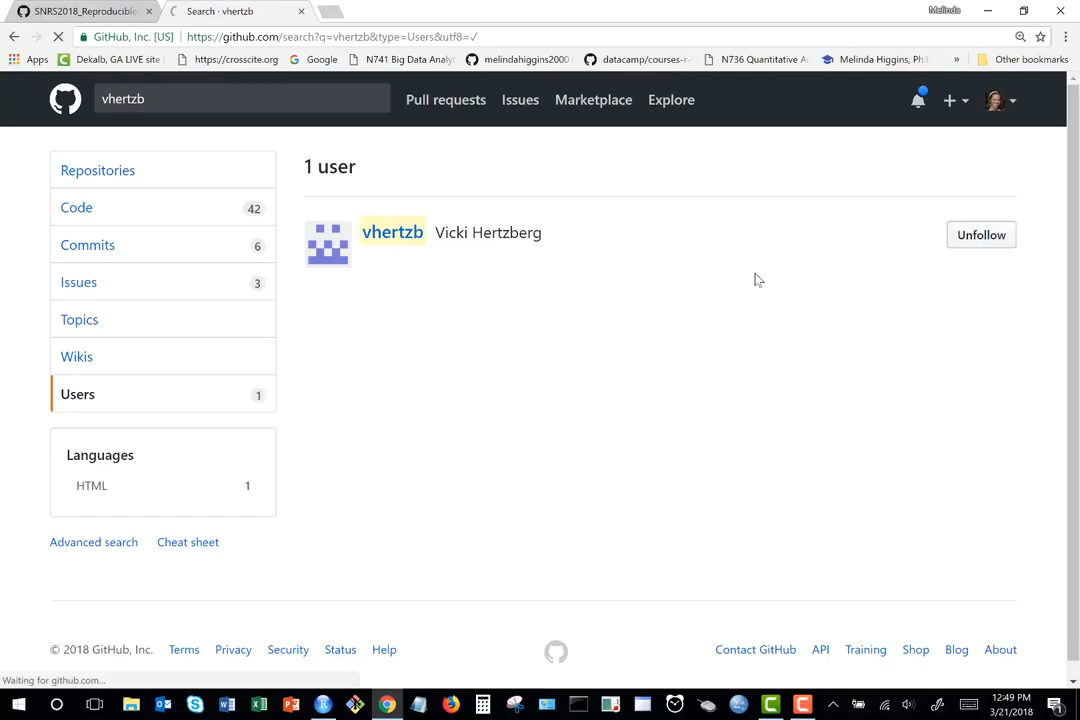 SNRS2018_Reproducible
Search · vhertzb
Melinda
GitHub, Inc. [US]
https://github.com/search?q=vhertzb&type=Users&utf8=✓
Apps
Dekalb, GA LIVE site
https://crosscite.org
Google
N741 Big Data Analy
melindahiggins2000
datacamp/courses-r-
N736 Quantitative A
Melinda Higgins, Ph.D
»
Other bookmarks
vhertzb
Pull requests
Issues
Marketplace
Explore
Repositories
Code 42
Commits 6
Issues 3
Topics
Wikis
Users 1
1 user
vhertzb Vicki Hertzberg
Unfollow
Languages
HTML 1
Advanced search
Cheat sheet
© 2018 GitHub, Inc.
Terms
Privacy
Security
Status
Help
Contact GitHub
API
Training
Shop
Blog
About
Waiting for github.com...
12:49 PM
3/21/2018